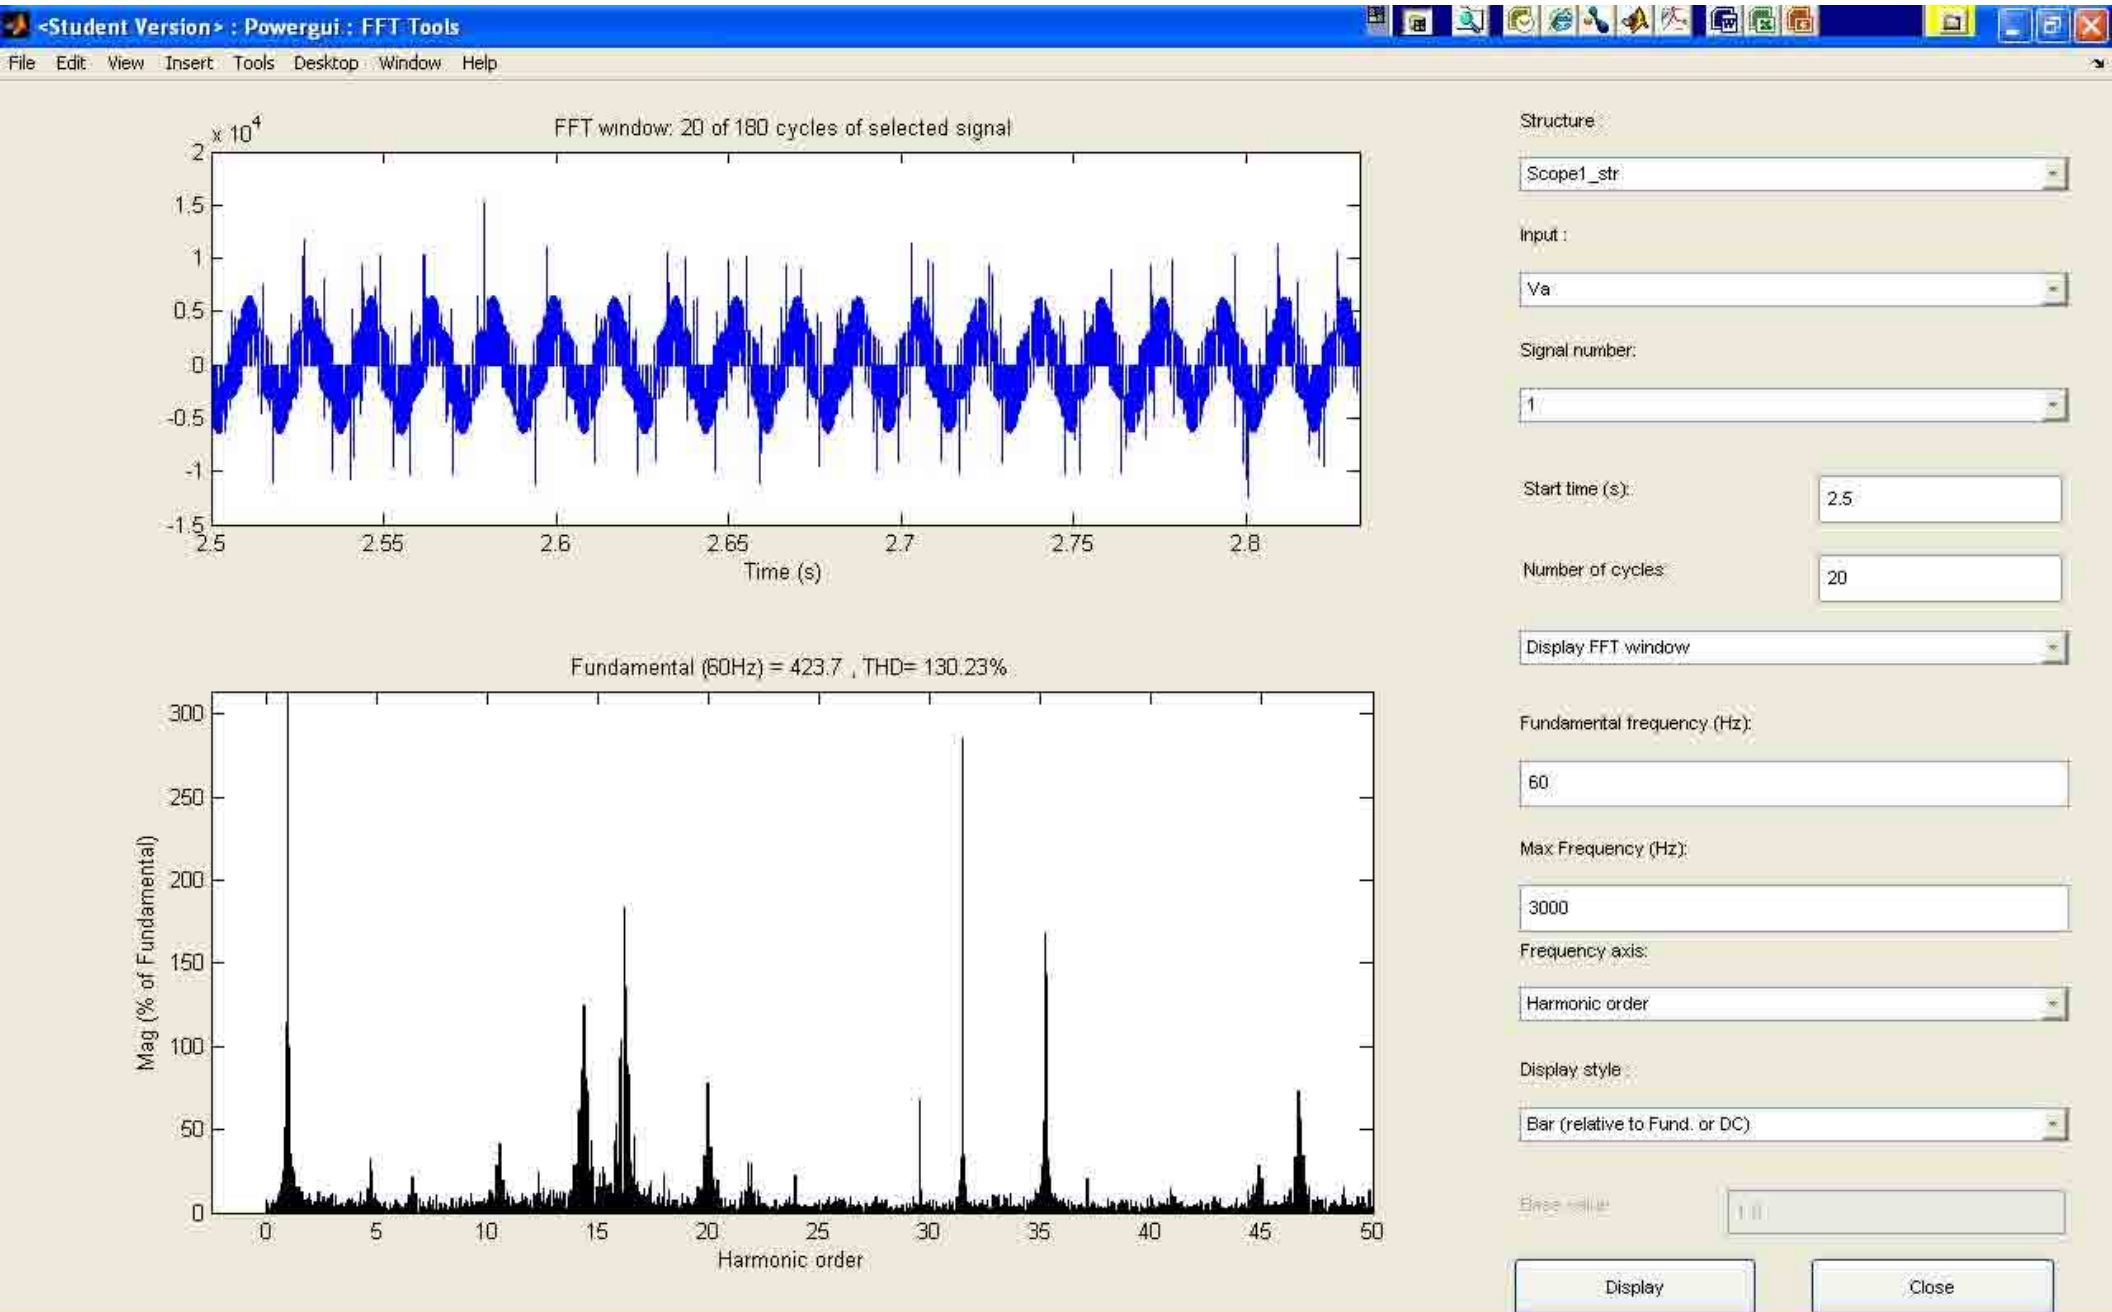 <Student Version> : Powergui : FFT Tools
File Edit View Insert Tools Desktop Window Help
x 10^4
FFT window: 20 of 180 cycles of selected signal
2
1.5
1
0.5
0
-0.5
-1
-1.5
2.5 2.55 2.6 2.65 2.7 2.75 2.8
Time (s)
Fundamental (60Hz) = 423.7 , THD= 130.23%
300
250
200
150
100
50
0
Mag (% of Fundamental)
0 5 10 15 20 25 30 35 40 45 50
Harmonic order
Structure :
Scope1_str
Input :
Va
Signal number:
1
Start time (s):
2.5
Number of cycles:
20
Display FFT window
Fundamental frequency (Hz):
60
Max Frequency (Hz):
3000
Frequency axis:
Harmonic order
Display style :
Bar (relative to Fund. or DC)
Base value:
1.0
Display
Close